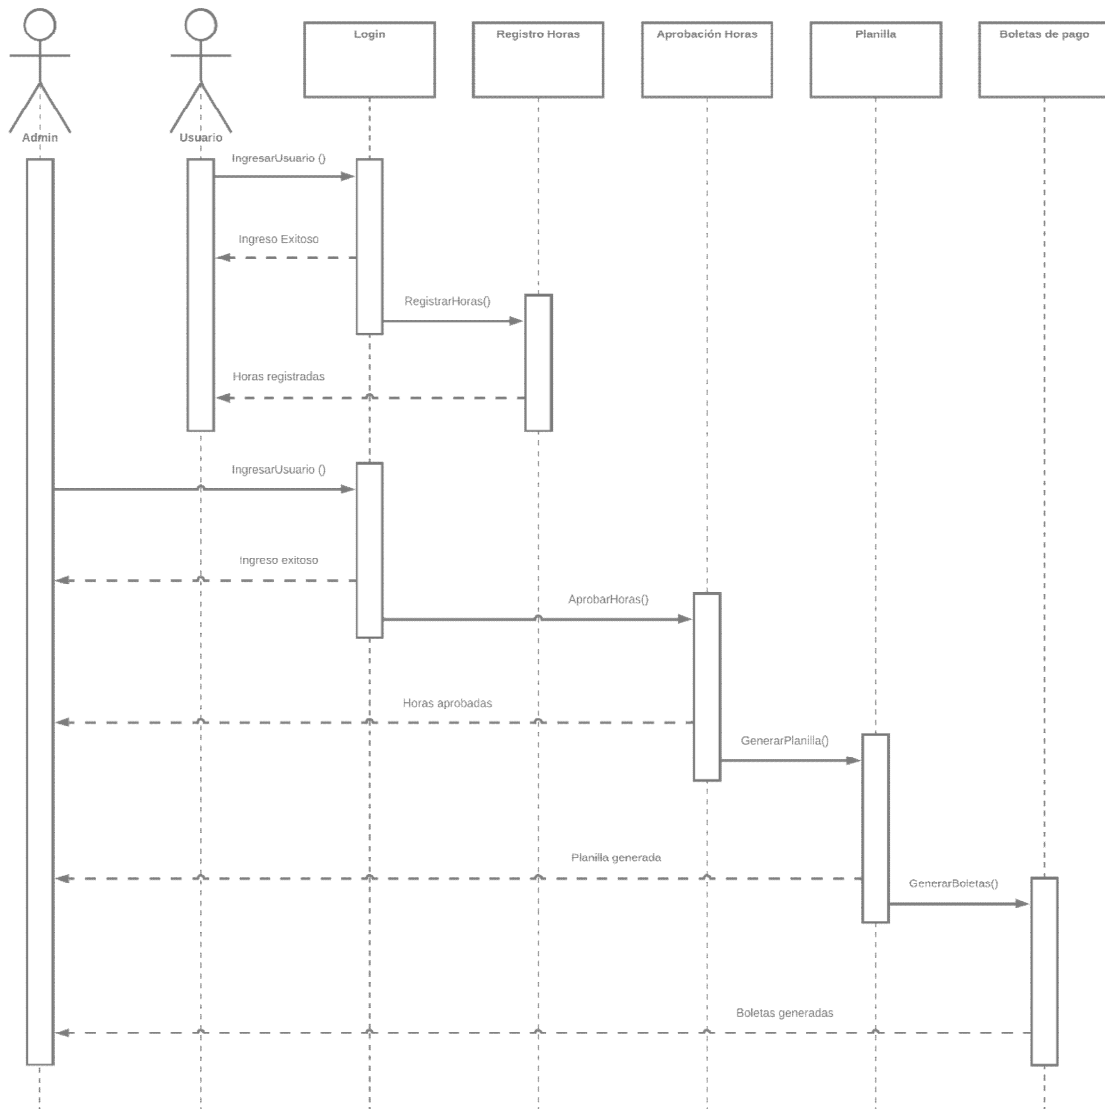 Login
Registro Horas
Aprobación Horas
Planilla
Boletas de pago
Admin
Usuario
IngresarUsuario ()
Ingreso Exitoso
RegistrarHoras()
Horas registradas
IngresarUsuario ()
Ingreso exitoso
AprobarHoras()
Horas aprobadas
GenerarPlanilla()
Planilla generada
GenerarBoletas()
Boletas generadas